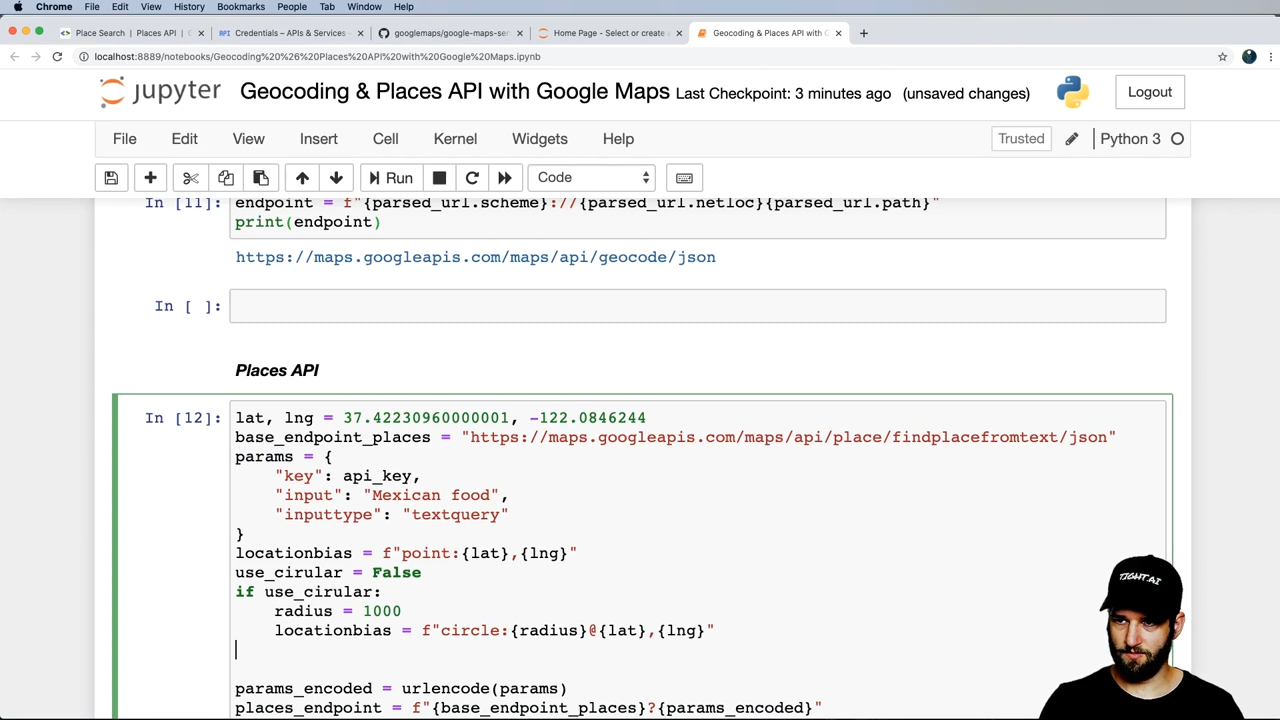 Chrome File Edit View History Bookmarks People Tab Window Help
Place Search | Places API | G
Credentials – APIs & Services –
googlemaps/google-maps-ser
Home Page - Select or create a
Geocoding & Places API with G
localhost:8889/notebooks/Geocoding%20%26%20Places%20API%20with%20Google%20Maps.ipynb
jupyter Geocoding & Places API with Google Maps Last Checkpoint: 3 minutes ago (unsaved changes) Logout
File Edit View Insert Cell Kernel Widgets Help Trusted Python 3
Run Code
In [11]: endpoint = f"{parsed_url.scheme}://{parsed_url.netloc}{parsed_url.path}"
print(endpoint)
https://maps.googleapis.com/maps/api/geocode/json
In [ ]:
Places API
In [12]: lat, lng = 37.42230960000001, -122.0846244
base_endpoint_places = "https://maps.googleapis.com/maps/api/place/findplacefromtext/json"
params = {
"key": api_key,
"input": "Mexican food",
"inputtype": "textquery"
}
locationbias = f"point:{lat},{lng}"
use_cirular = False
if use_cirular:
radius = 1000
locationbias = f"circle:{radius}@{lat},{lng}"
params_encoded = urlencode(params)
places_endpoint = f"{base_endpoint_places}?{params_encoded}"
TIGHT.AI